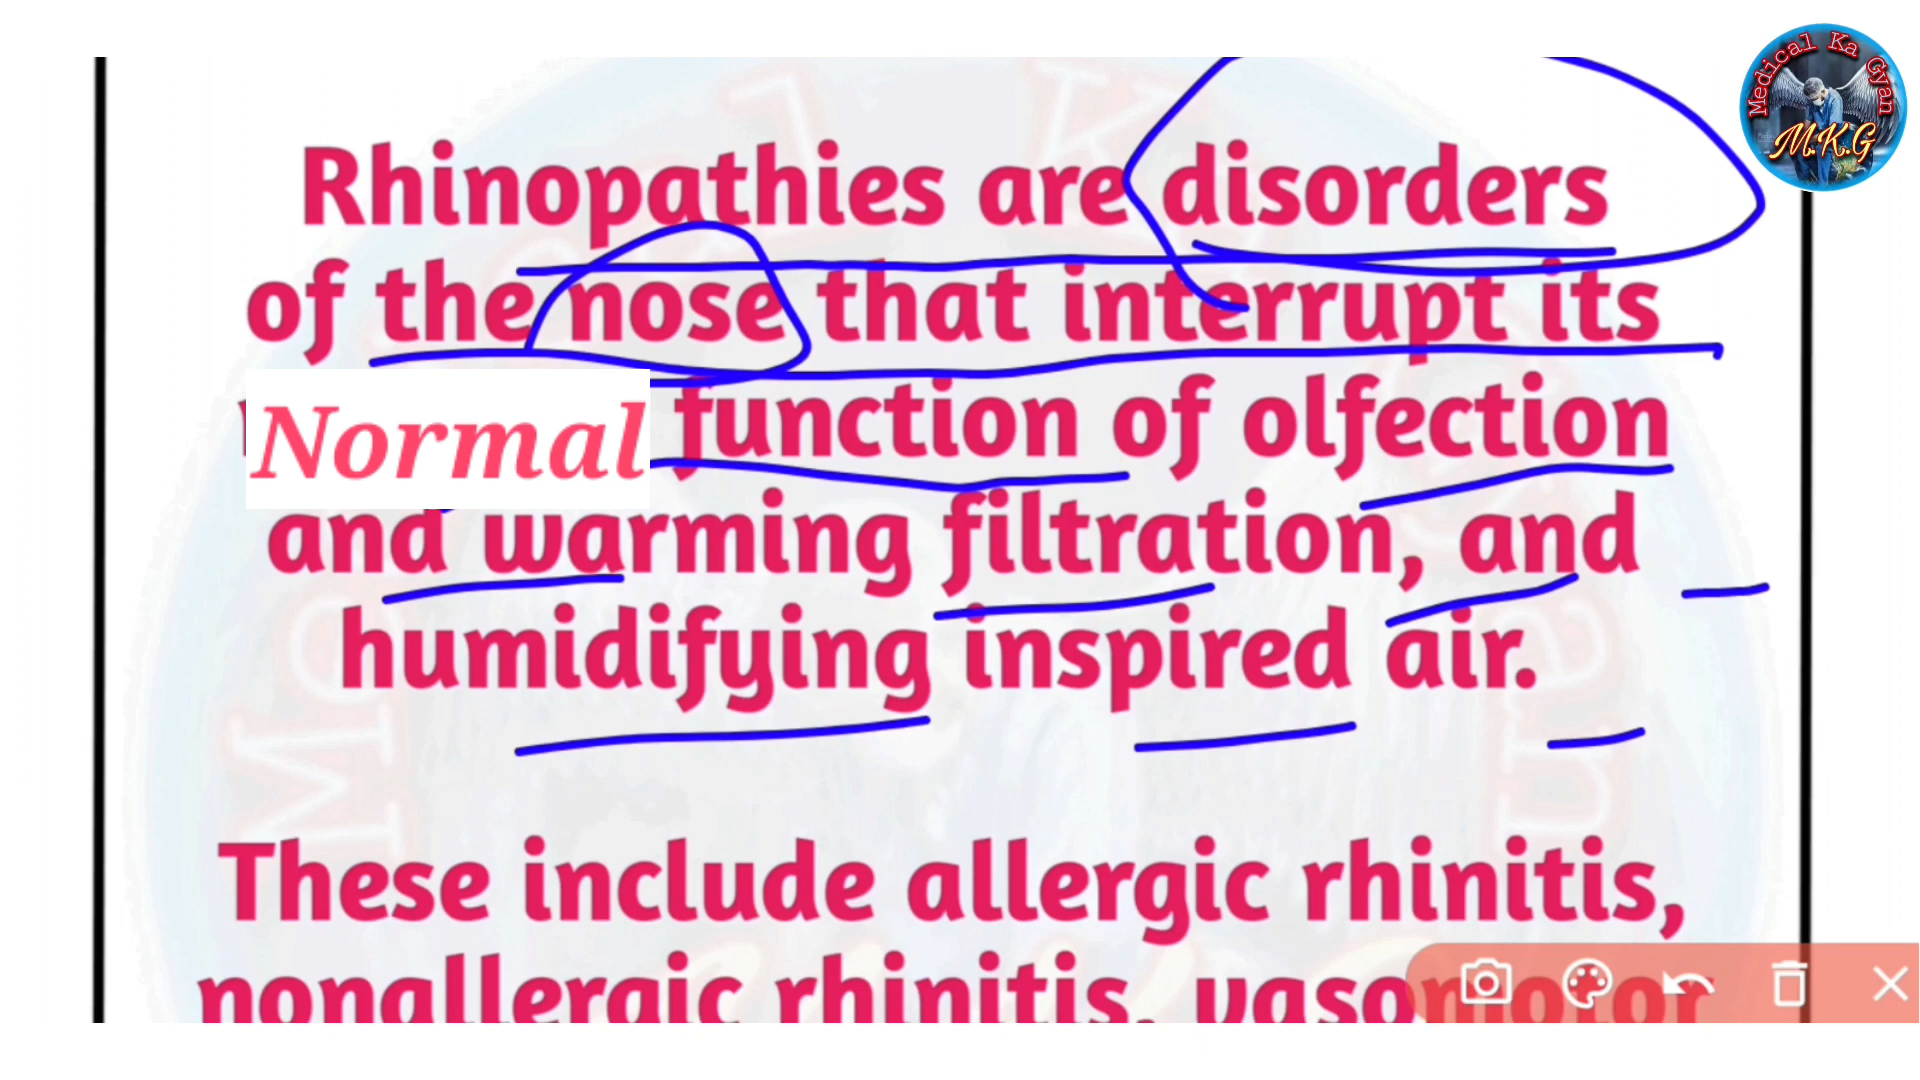 Medical Ka Gyan
M.K.G
Rhinopathies are disorders
of the nose that interrupt its
Normal function of olfection
and warming filtration, and
humidifying inspired air.
These include allergic rhinitis,
nonallergic rhinitis, vasomotor